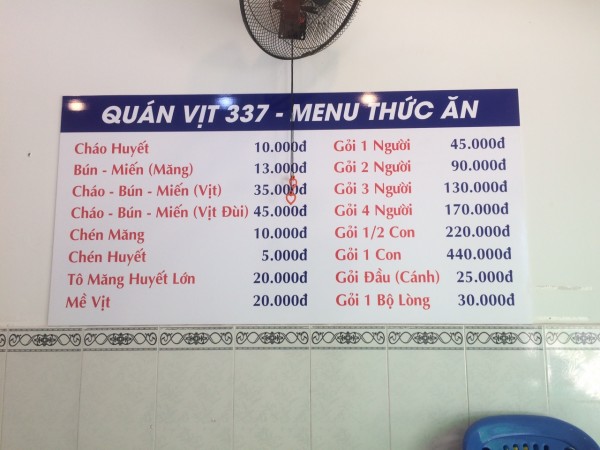 QUÁN VỊT 337 - MENU THỨC ĂN
Cháo Huyết 10.000đ
Bún - Miến (Măng) 13.000đ
Cháo - Bún - Miến (Vịt) 35.000đ
Cháo - Bún - Miến (Vịt Đùi) 45.000đ
Chén Măng 10.000đ
Chén Huyết 5.000đ
Tô Măng Huyết Lớn 20.000đ
Mề Vịt 20.000đ
Gỏi 1 Người 45.000đ
Gỏi 2 Người 90.000đ
Gỏi 3 Người 130.000đ
Gỏi 4 Người 170.000đ
Gỏi 1/2 Con 220.000đ
Gỏi 1 Con 440.000đ
Gỏi Đầu (Cánh) 25.000đ
Gỏi 1 Bộ Lòng 30.000đ